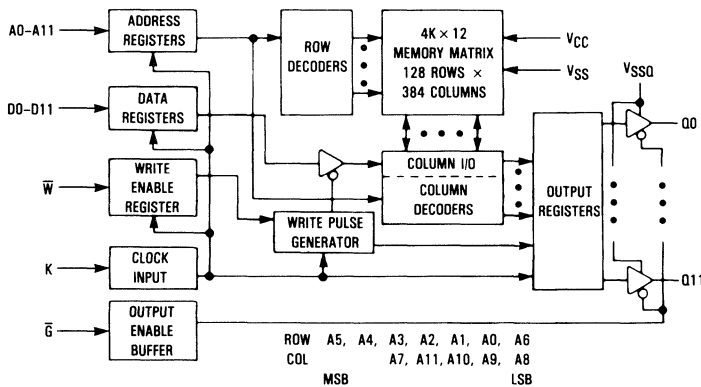 A0–A11
ADDRESS
REGISTERS
ROW
DECODERS
4K × 12
MEMORY MATRIX
128 ROWS ×
384 COLUMNS
VCC
VSS
VSSQ
D0–D11
DATA
REGISTERS
Q0
W
WRITE
ENABLE
REGISTER
COLUMN I/O
COLUMN
DECODERS
OUTPUT
REGISTERS
WRITE PULSE
GENERATOR
K
CLOCK
INPUT
Q11
G
OUTPUT
ENABLE
BUFFER
ROW A5, A4, A3, A2, A1, A0, A6
COL A7, A11, A10, A9, A8
MSB LSB